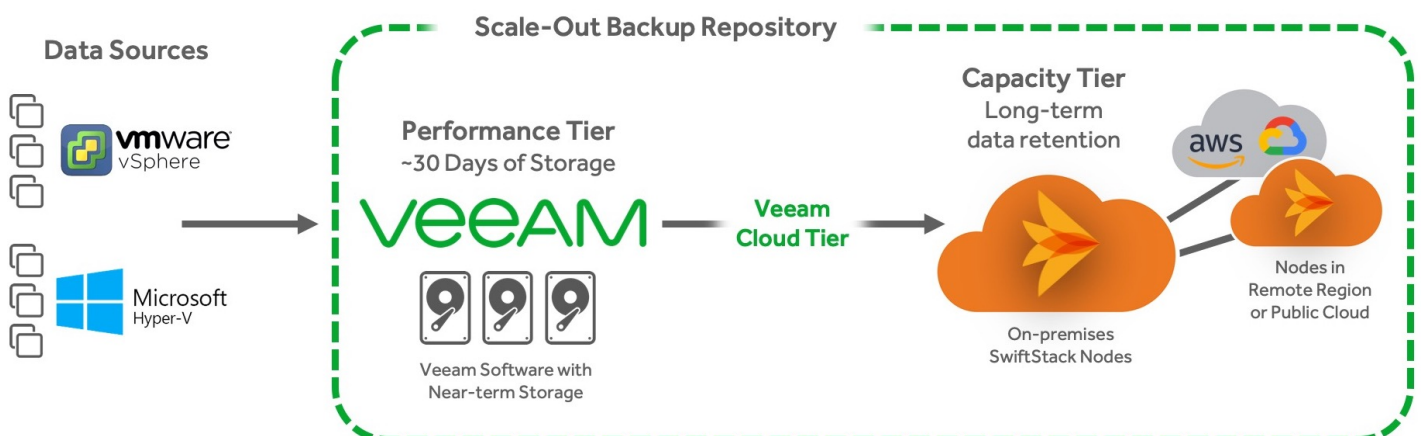 Scale-Out Backup Repository
Data Sources
vmware
vSphere
Microsoft
Hyper-V
Performance Tier
~30 Days of Storage
veeAM
Veeam Software with
Near-term Storage
Veeam
Cloud Tier
Capacity Tier
Long-term
data retention
aws
On-premises
SwiftStack Nodes
Nodes in
Remote Region
or Public Cloud